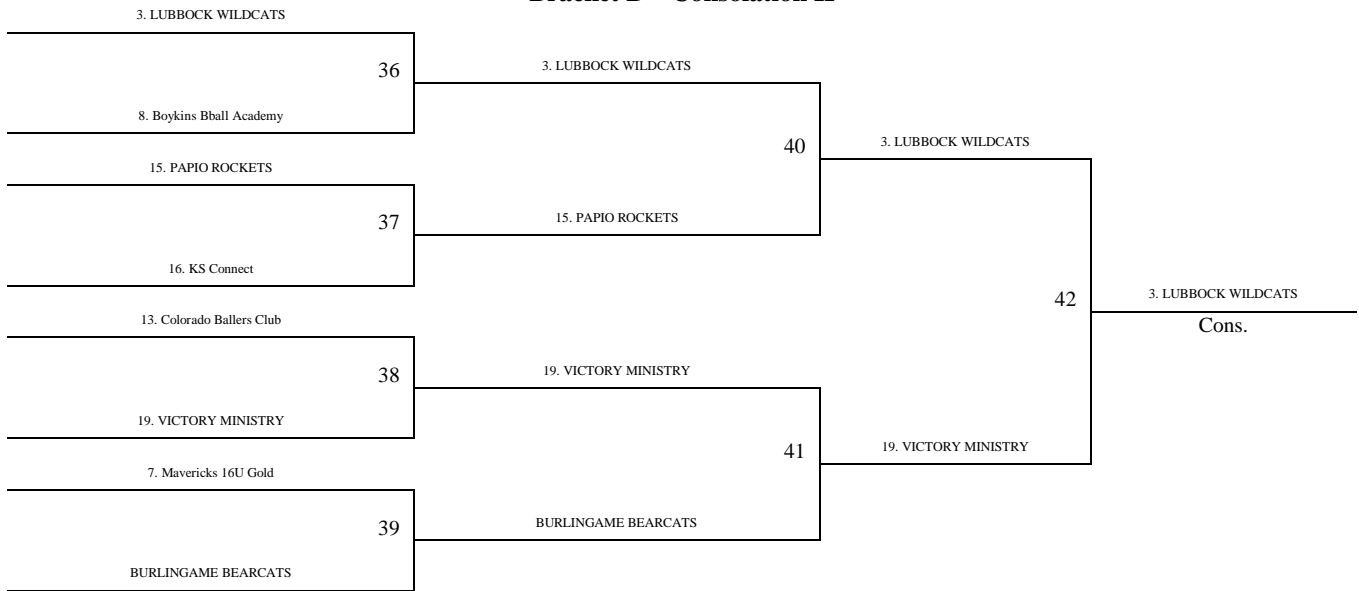 3. LUBBOCK WILDCATS
36
3. LUBBOCK WILDCATS
8. Boykins Bball Academy
40
3. LUBBOCK WILDCATS
15. PAPIO ROCKETS
37
15. PAPIO ROCKETS
16. KS Connect
42
3. LUBBOCK WILDCATS
Cons.
13. Colorado Ballers Club
38
19. VICTORY MINISTRY
19. VICTORY MINISTRY
41
19. VICTORY MINISTRY
7. Mavericks 16U Gold
39
BURLINGAME BEARCATS
BURLINGAME BEARCATS